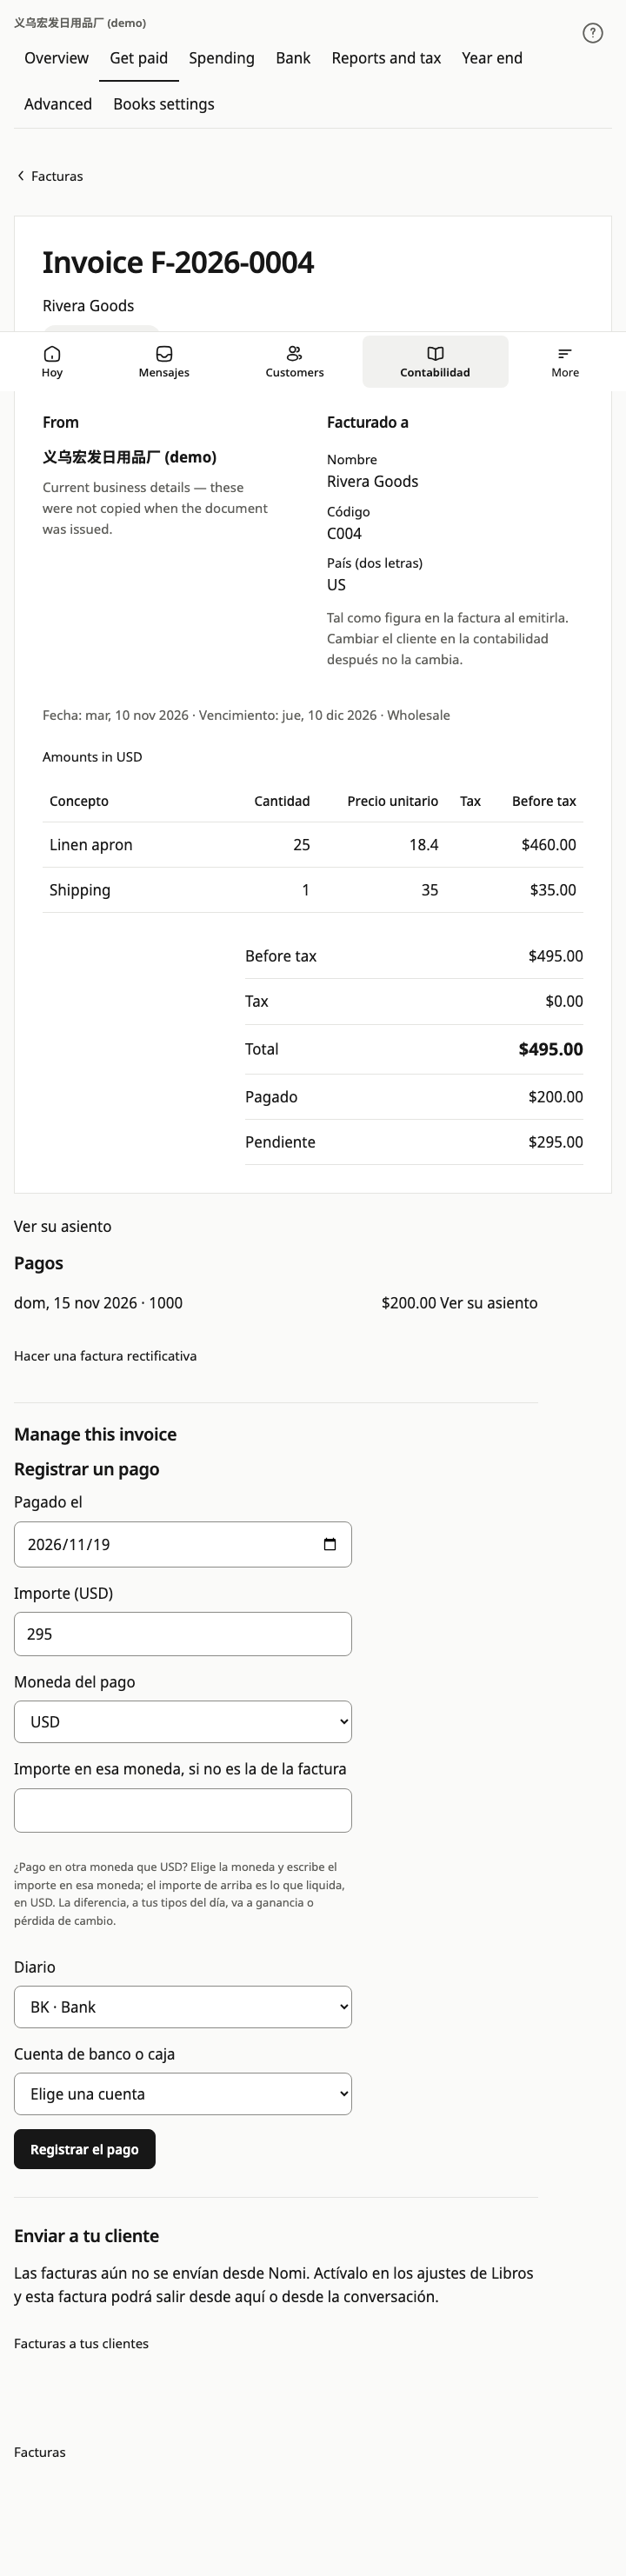 义乌宏发日用品厂 (demo)
Overview Get paid Spending Bank Reports and tax Year end
Advanced Books settings
Facturas
Invoice F-2026-0004
Rivera Goods
Hoy Mensajes Customers Contabilidad More
From
义乌宏发日用品厂 (demo)
Current business details — these
were not copied when the document
was issued.
Facturado a
Nombre
Rivera Goods
Código
C004
País (dos letras)
US
Tal como figura en la factura al emitirla.
Cambiar el cliente en la contabilidad
después no la cambia.
Fecha: mar, 10 nov 2026 · Vencimiento: jue, 10 dic 2026 · Wholesale
Amounts in USD
Concepto Cantidad Precio unitario Tax Before tax
Linen apron 25 18.4 $460.00
Shipping 1 35 $35.00
Before tax $495.00
Tax $0.00
Total $495.00
Pagado $200.00
Pendiente $295.00
Ver su asiento
Pagos
dom, 15 nov 2026 · 1000 $200.00 Ver su asiento
Hacer una factura rectificativa
Manage this invoice
Registrar un pago
Pagado el
2026/11/19
Importe (USD)
295
Moneda del pago
USD
Importe en esa moneda, si no es la de la factura
¿Pago en otra moneda que USD? Elige la moneda y escribe el
importe en esa moneda; el importe de arriba es lo que liquida,
en USD. La diferencia, a tus tipos del día, va a ganancia o
pérdida de cambio.
Diario
BK · Bank
Cuenta de banco o caja
Elige una cuenta
Registrar el pago
Enviar a tu cliente
Las facturas aún no se envían desde Nomi. Actívalo en los ajustes de Libros
y esta factura podrá salir desde aquí o desde la conversación.
Facturas a tus clientes
Facturas